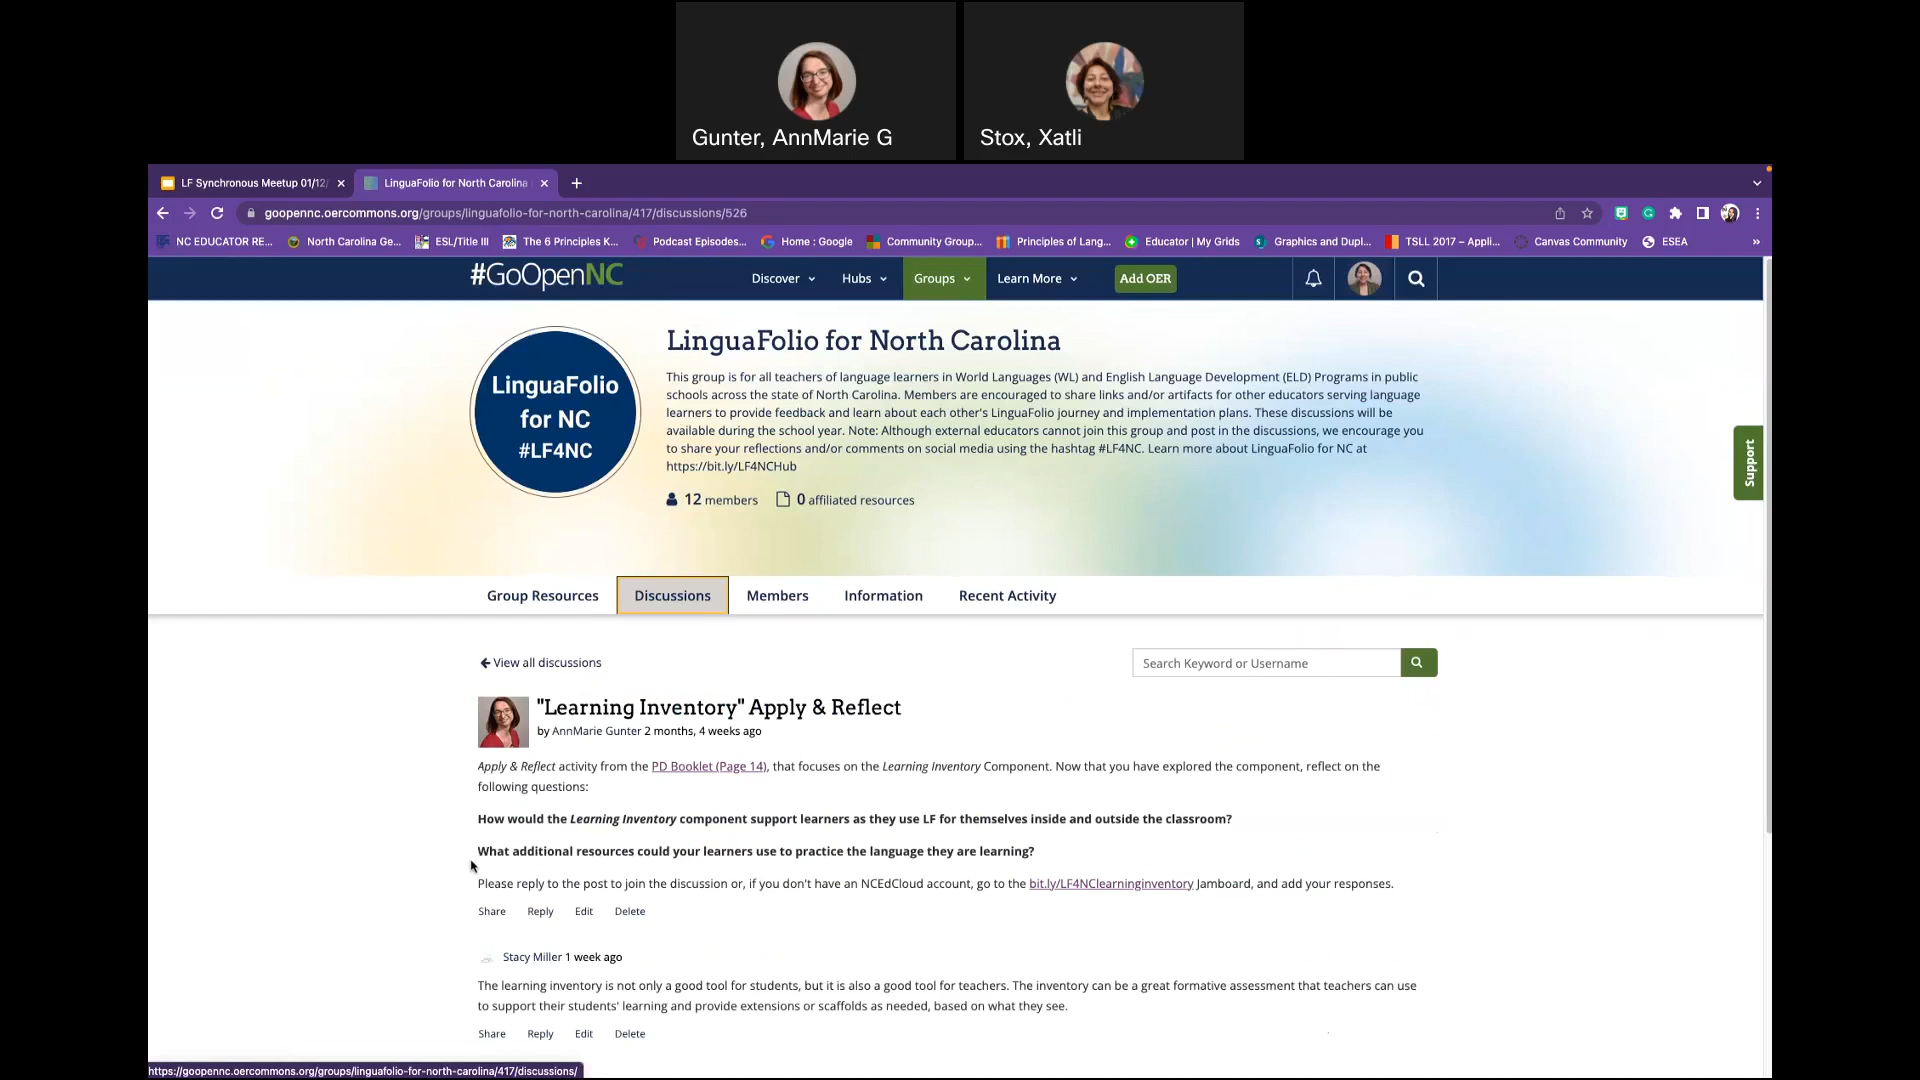 Gunter, AnnMarie G
Stox, Xatli
LF Synchronous Meetup 01/12/
LinguaFolio for North Carolina
goopennc.oercommons.org/groups/linguafolio-for-north-carolina/417/discussions/526
NC EDUCATOR RE...
North Carolina Ge...
ESL/Title III
The 6 Principles K...
Podcast Episodes...
Home : Google
Community Group...
Principles of Lang...
Educator | My Grids
Graphics and Dupl...
TSLL 2017 – Appli...
Canvas Community
ESEA
»
#GoOpenNC
Discover
Hubs
Groups
Learn More
Add OER
LinguaFolio
for NC
#LF4NC
LinguaFolio for North Carolina
This group is for all teachers of language learners in World Languages (WL) and English Language Development (ELD) Programs in public
schools across the state of North Carolina. Members are encouraged to share links and/or artifacts for other educators serving language
learners to provide feedback and learn about each other's LinguaFolio journey and implementation plans. These discussions will be
available during the school year. Note: Although external educators cannot join this group and post in the discussions, we encourage you
to share your reflections and/or comments on social media using the hashtag #LF4NC. Learn more about LinguaFolio for NC at
https://bit.ly/LF4NCHub
12 members
0 affiliated resources
Support
Group Resources
Discussions
Members
Information
Recent Activity
View all discussions
Search Keyword or Username
"Learning Inventory" Apply & Reflect
by AnnMarie Gunter 2 months, 4 weeks ago
Apply & Reflect activity from the PD Booklet (Page 14), that focuses on the Learning Inventory Component. Now that you have explored the component, reflect on the
following questions:
How would the Learning Inventory component support learners as they use LF for themselves inside and outside the classroom?
What additional resources could your learners use to practice the language they are learning?
Please reply to the post to join the discussion or, if you don't have an NCEdCloud account, go to the bit.ly/LF4NClearninginventory Jamboard, and add your responses.
Share Reply Edit Delete
Stacy Miller 1 week ago
The learning inventory is not only a good tool for students, but it is also a good tool for teachers. The inventory can be a great formative assessment that teachers can use
to support their students' learning and provide extensions or scaffolds as needed, based on what they see.
Share Reply Edit Delete
https://goopennc.oercommons.org/groups/linguafolio-for-north-carolina/417/discussions/